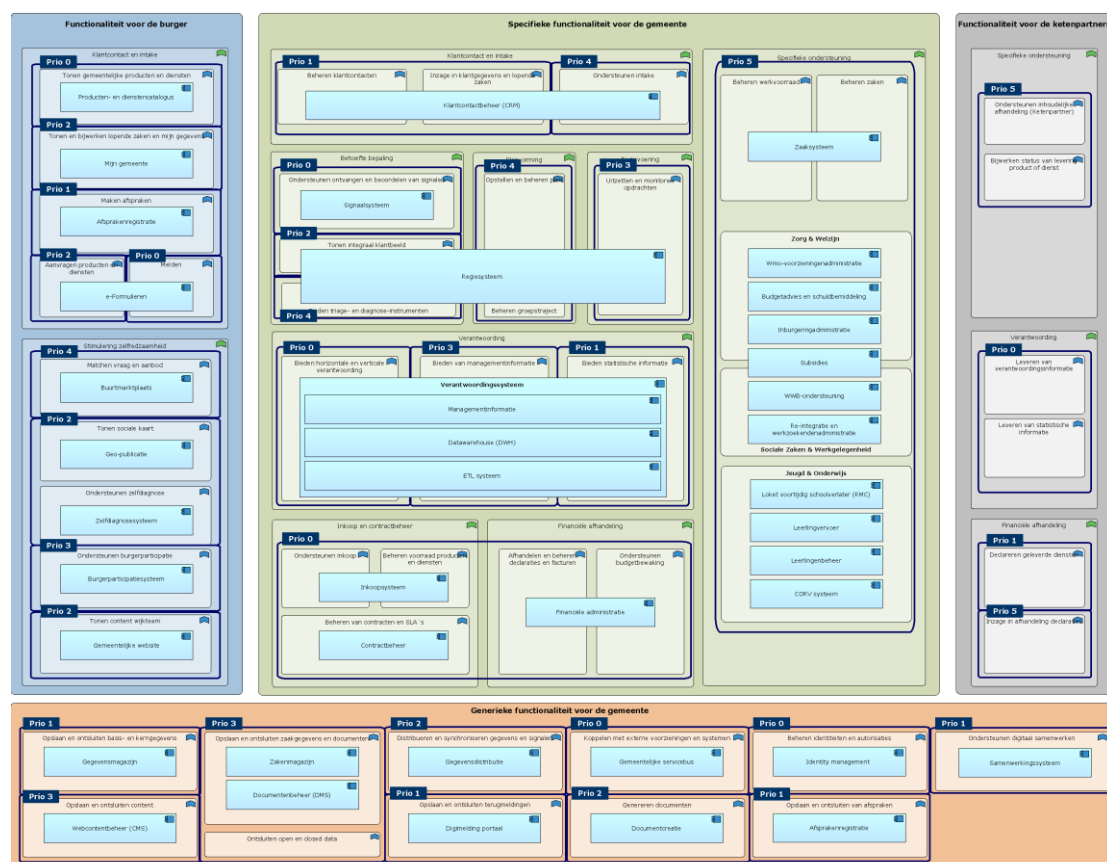 Functionaliteit voor de burger
Klantcontact en intake
Prio 0
Tonen gemeentelijke producten en diensten
Producten- en dienstencatalogus
Prio 2
Tonen en bijwerken lopende zaken en mijn gegevens
Mijn gemeente
Prio 1
Maken afspraken
Afsprakenregistratie
Prio 2
Aanvragen producten en
diensten
Prio 0
Melden
e-Formulieren
Stimulering zelfredzaamheid
Prio 4
Matchen vraag en aanbod
Buurtmarktplaats
Prio 2
Tonen sociale kaart
Geo-publicatie
Ondersteunen zelfdiagnose
Zelfdiagnosesysteem
Prio 3
Ondersteunen burgerparticipatie
Burgerparticipatiesysteem
Prio 2
Tonen content wijkteam
Gemeentelijke website
Specifieke functionaliteit voor de gemeente
Klantcontact en intake
Prio 1
Beheren klantcontacten
Inzage in klantgegevens en lopende
zaken
Prio 4
Ondersteunen intake
Klantcontactbeheer (CRM)
Behoefte bepaling
Prio 0
Ondersteunen ontvangen en beoordelen van signalen
Signaalsysteem
Prio 2
Tonen integraal klantbeeld
Prio 4
triage- en diagnose-instrumenten
Prio 4
Opstellen en beheren
Beheren groepstraject
Prio 3
Uitzetten en monitoren
opdrachten
Regiesysteem
Verantwoording
Prio 0
Bieden horizontale en verticale
verantwoording
Prio 3
Bieden van managementinformatie
Prio 1
Bieden statistische informatie
Verantwoordingssysteem
Managementinformatie
Datawarehouse (DWH)
ETL systeem
Inkoop en contractbeheer
Prio 0
Ondersteunen inkoop
Beheren voorraad producten
en diensten
Inkoopsysteem
Beheren van contracten en SLA`s
Contractbeheer
Financiële afhandeling
Afhandelen en beheren
declaraties en facturen
Ondersteunen
budgetbewaking
Financiële administratie
Specifieke ondersteuning
Prio 5
Beheren werkvoorraad
Beheren zaken
Zaaksysteem
Zorg & Welzijn
Wmo-voorzieningenadministratie
Budgetadvies en schuldbemiddeling
Inburgeringadministratie
Subsidies
WWB-ondersteuning
Re-integratie en
werkzoekendenadministratie
Sociale Zaken & Werkgelegenheid
Jeugd & Onderwijs
Loket voortijdig schoolverlater (RMC)
Leerlingvervoer
Leerlingenbeheer
CORV systeem
Functionaliteit voor de ketenpartner
Specifieke ondersteuning
Prio 5
Ondersteunen inhoudelijke
afhandeling (Ketenpartner)
Bijwerken status van levering
product of dienst
Verantwoording
Prio 0
Leveren van
verantwoordingsinformatie
Leveren van statistische
informatie
Financiële afhandeling
Prio 1
Declareren geleverde diensten
Prio 5
Inzage in afhandeling declaraties
Generieke functionaliteit voor de gemeente
Prio 1
Opslaan en ontsluiten basis- en kerngegevens
Gegevensmagazijn
Prio 3
Opslaan en ontsluiten content
Webcontentbeheer (CMS)
Prio 3
Opslaan en ontsluiten zaakgegevens en documenten
Zakenmagazijn
Documentenbeheer (DMS)
Ontsluiten open en closed data
Prio 2
Distribueren en synchroniseren gegevens en signalen
Gegevensdistributie
Prio 1
Opslaan en ontsluiten terugmeldingen
Digimelding portaal
Prio 0
Koppelen met externe voorzieningen en systemen
Gemeentelijke servicebus
Prio 2
Genereren documenten
Documentcreatie
Prio 0
Beheren identiteiten en autorisaties
Identity management
Prio 1
Opslaan en ontsluiten van afspraken
Afsprakenregistratie
Prio 1
Ondersteunen digitaal samenwerken
Samenwerkingssysteem